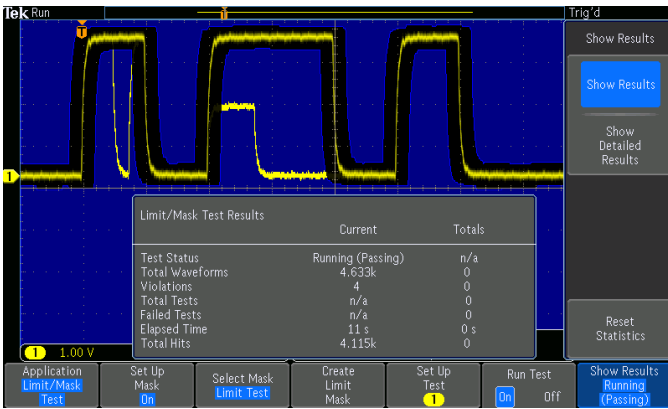 Tek Run
Trig'd
T
T
1
Show Results
Show Results
Show
Detailed
Results
Reset
Statistics
Limit/Mask Test Results
Current Totals
Test Status Running (Passing) n/a
Total Waveforms 4.633k 0
Violations 4 0
Total Tests n/a 0
Failed Tests n/a 0
Elapsed Time 11 s 0 s
Total Hits 4.115k 0
1 1.00 V
Application
Limit/Mask
Test
Set Up
Mask
On
Select Mask
Limit Test
Create
Limit
Mask
Set Up
Test
1
Run Test
On Off
Show Results
Running
(Passing)